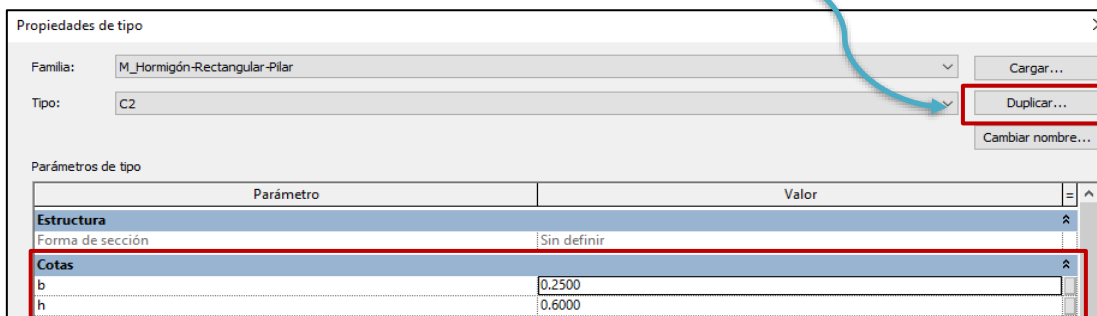 Propiedades de tipo
Familia: M_Hormigón-Rectangular-Pilar Cargar...
Tipo: C2 Duplicar...
Cambiar nombre...
Parámetros de tipo
Parámetro Valor =
Estructura
Forma de sección Sin definir
Cotas
b 0.2500
h 0.6000